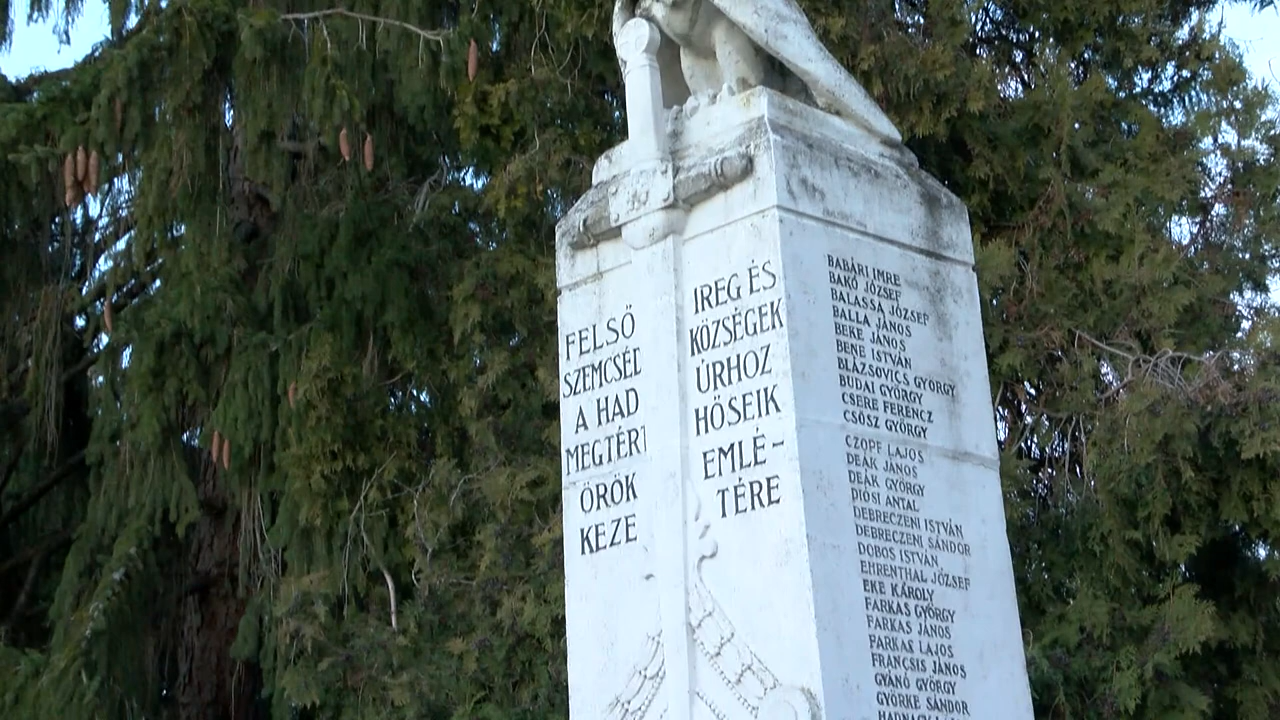 FELSŐ
SZEMCSÉD
A HAD
MEGTÉRT
ÖRÖK
KEZE
IREG ÉS
KÖZSÉGEK
ÚRHOZ
HŐSEIK
EMLÉ-
TÉRE
BABÁRI IMRE
BAKÓ JÓZSEF
BALASSA JÓZSEF
BALLA JÁNOS
BEKE JÁNOS
BENE ISTVÁN
BLÁZSOVICS GYÖRGY
BUDAI GYÖRGY
CSERE FERENCZ
CSŐSZ GYÖRGY
CZOPF LAJOS
DEÁK JÁNOS
DEÁK GYÖRGY
DIÓSI ANTAL
DEBRECZENI ISTVÁN
DEBRECZENI SÁNDOR
DOBOS ISTVÁN
EHRENTHAL JÓZSEF
EKE KÁROLY
FARKAS GYÖRGY
FARKAS JÁNOS
FARKAS LAJOS
FRANCSIS JÁNOS
GYÁNÓ GYÖRGY
GYÖRKE SÁNDOR